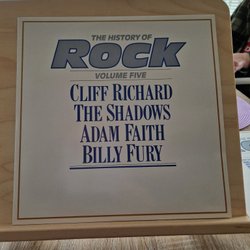 THE HISTORY OF
Rock
VOLUME FIVE
CLIFF RICHARD
THE SHADOWS
ADAM FAITH
BILLY FURY